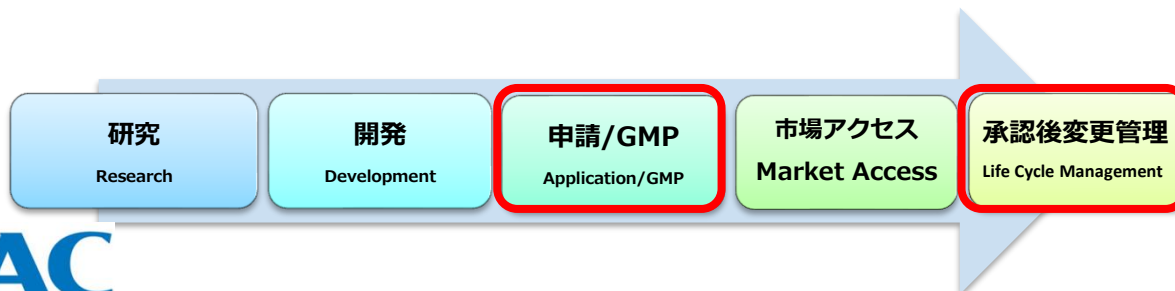 研究
Research
開発
Development
申請/GMP
Application/GMP
市場アクセス
Market Access
承認後変更管理
Life Cycle Management
AC